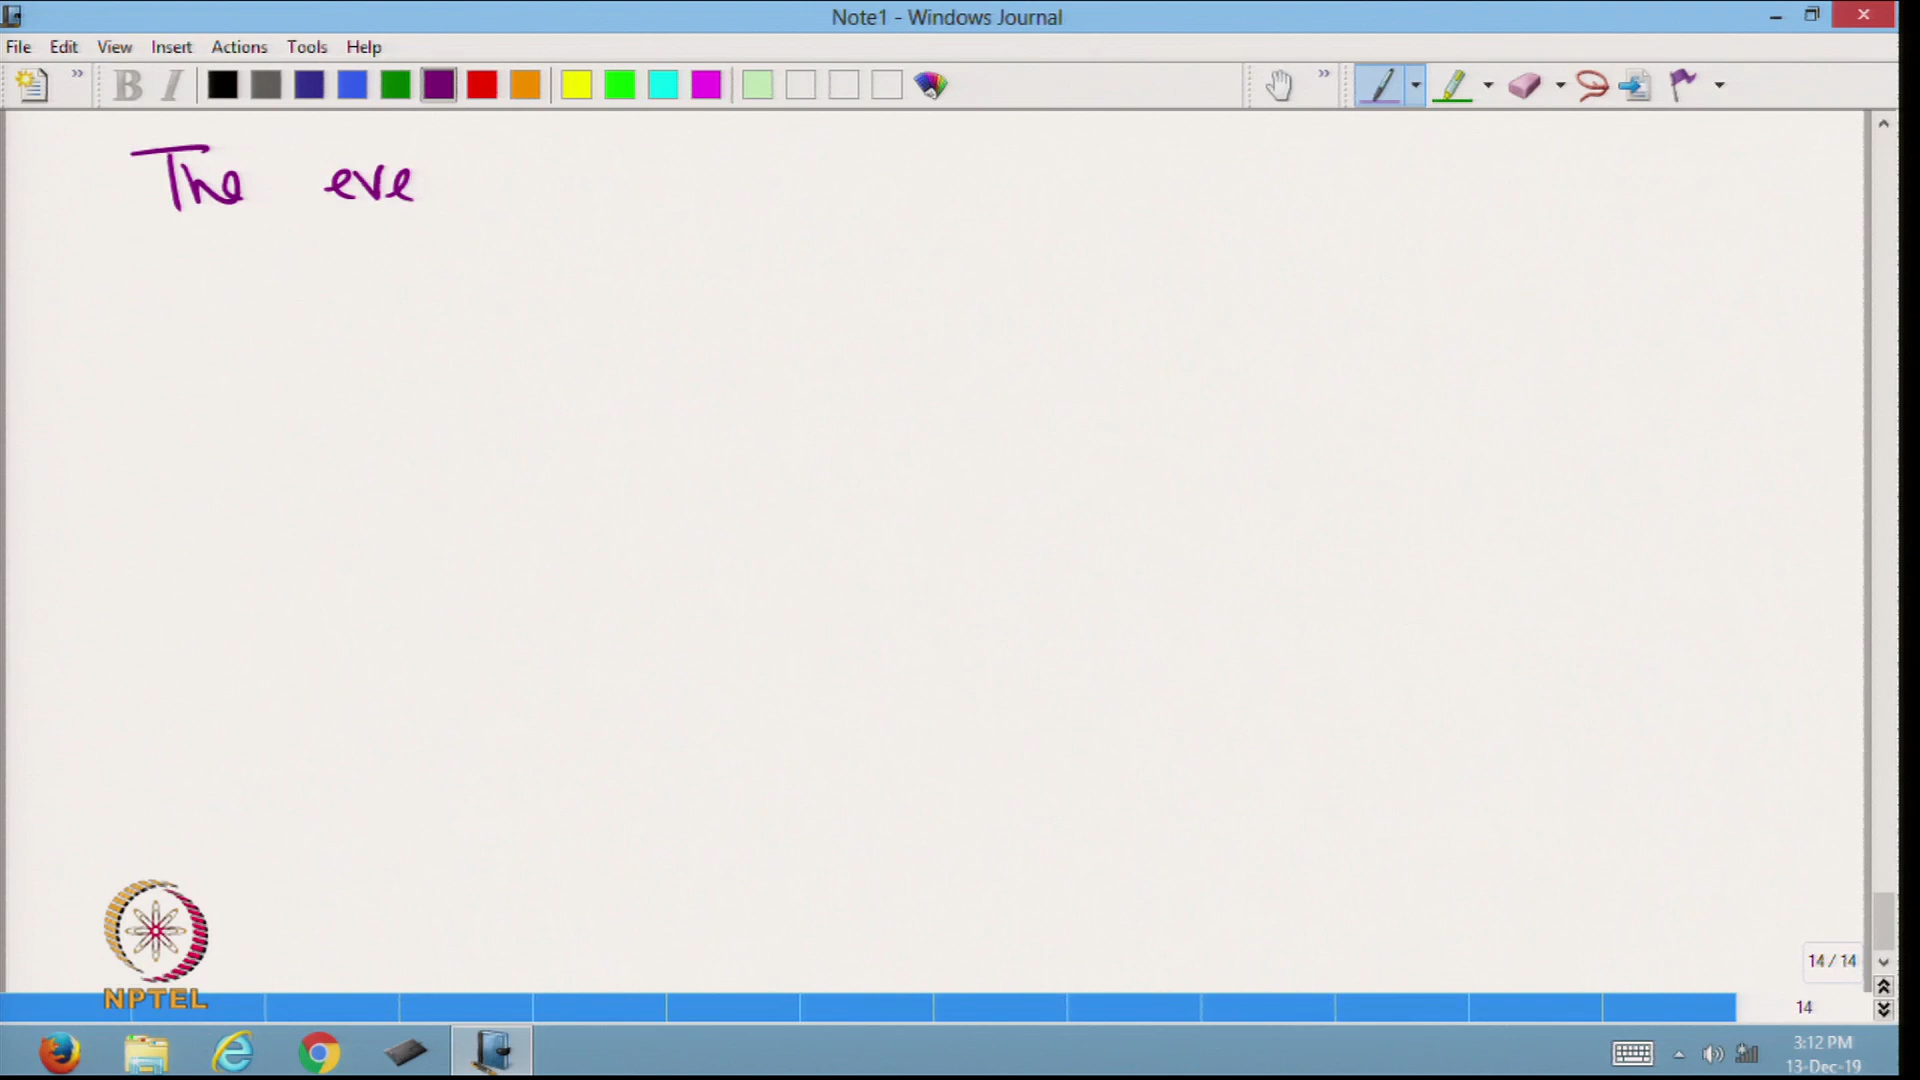 Note1 - Windows Journal
File Edit View Insert Actions Tools Help
B I
The eve
14 / 14
NPTEL
14
3:12 PM
13-Dec-19